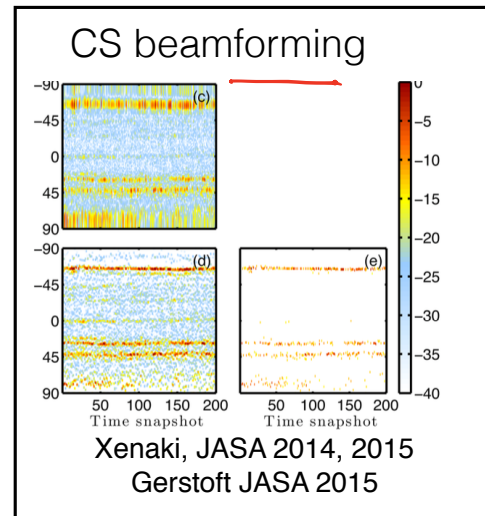 CS beamforming
-90
(c)
0
-45
-5
0
-10
45
-15
90
-20
-90
(d)
(e)
-25
-45
0
-30
45
-35
90
-40
50 100 150 200
50 100 150 200
Time snapshot
Time snapshot
Xenaki, JASA 2014, 2015
Gerstoft JASA 2015